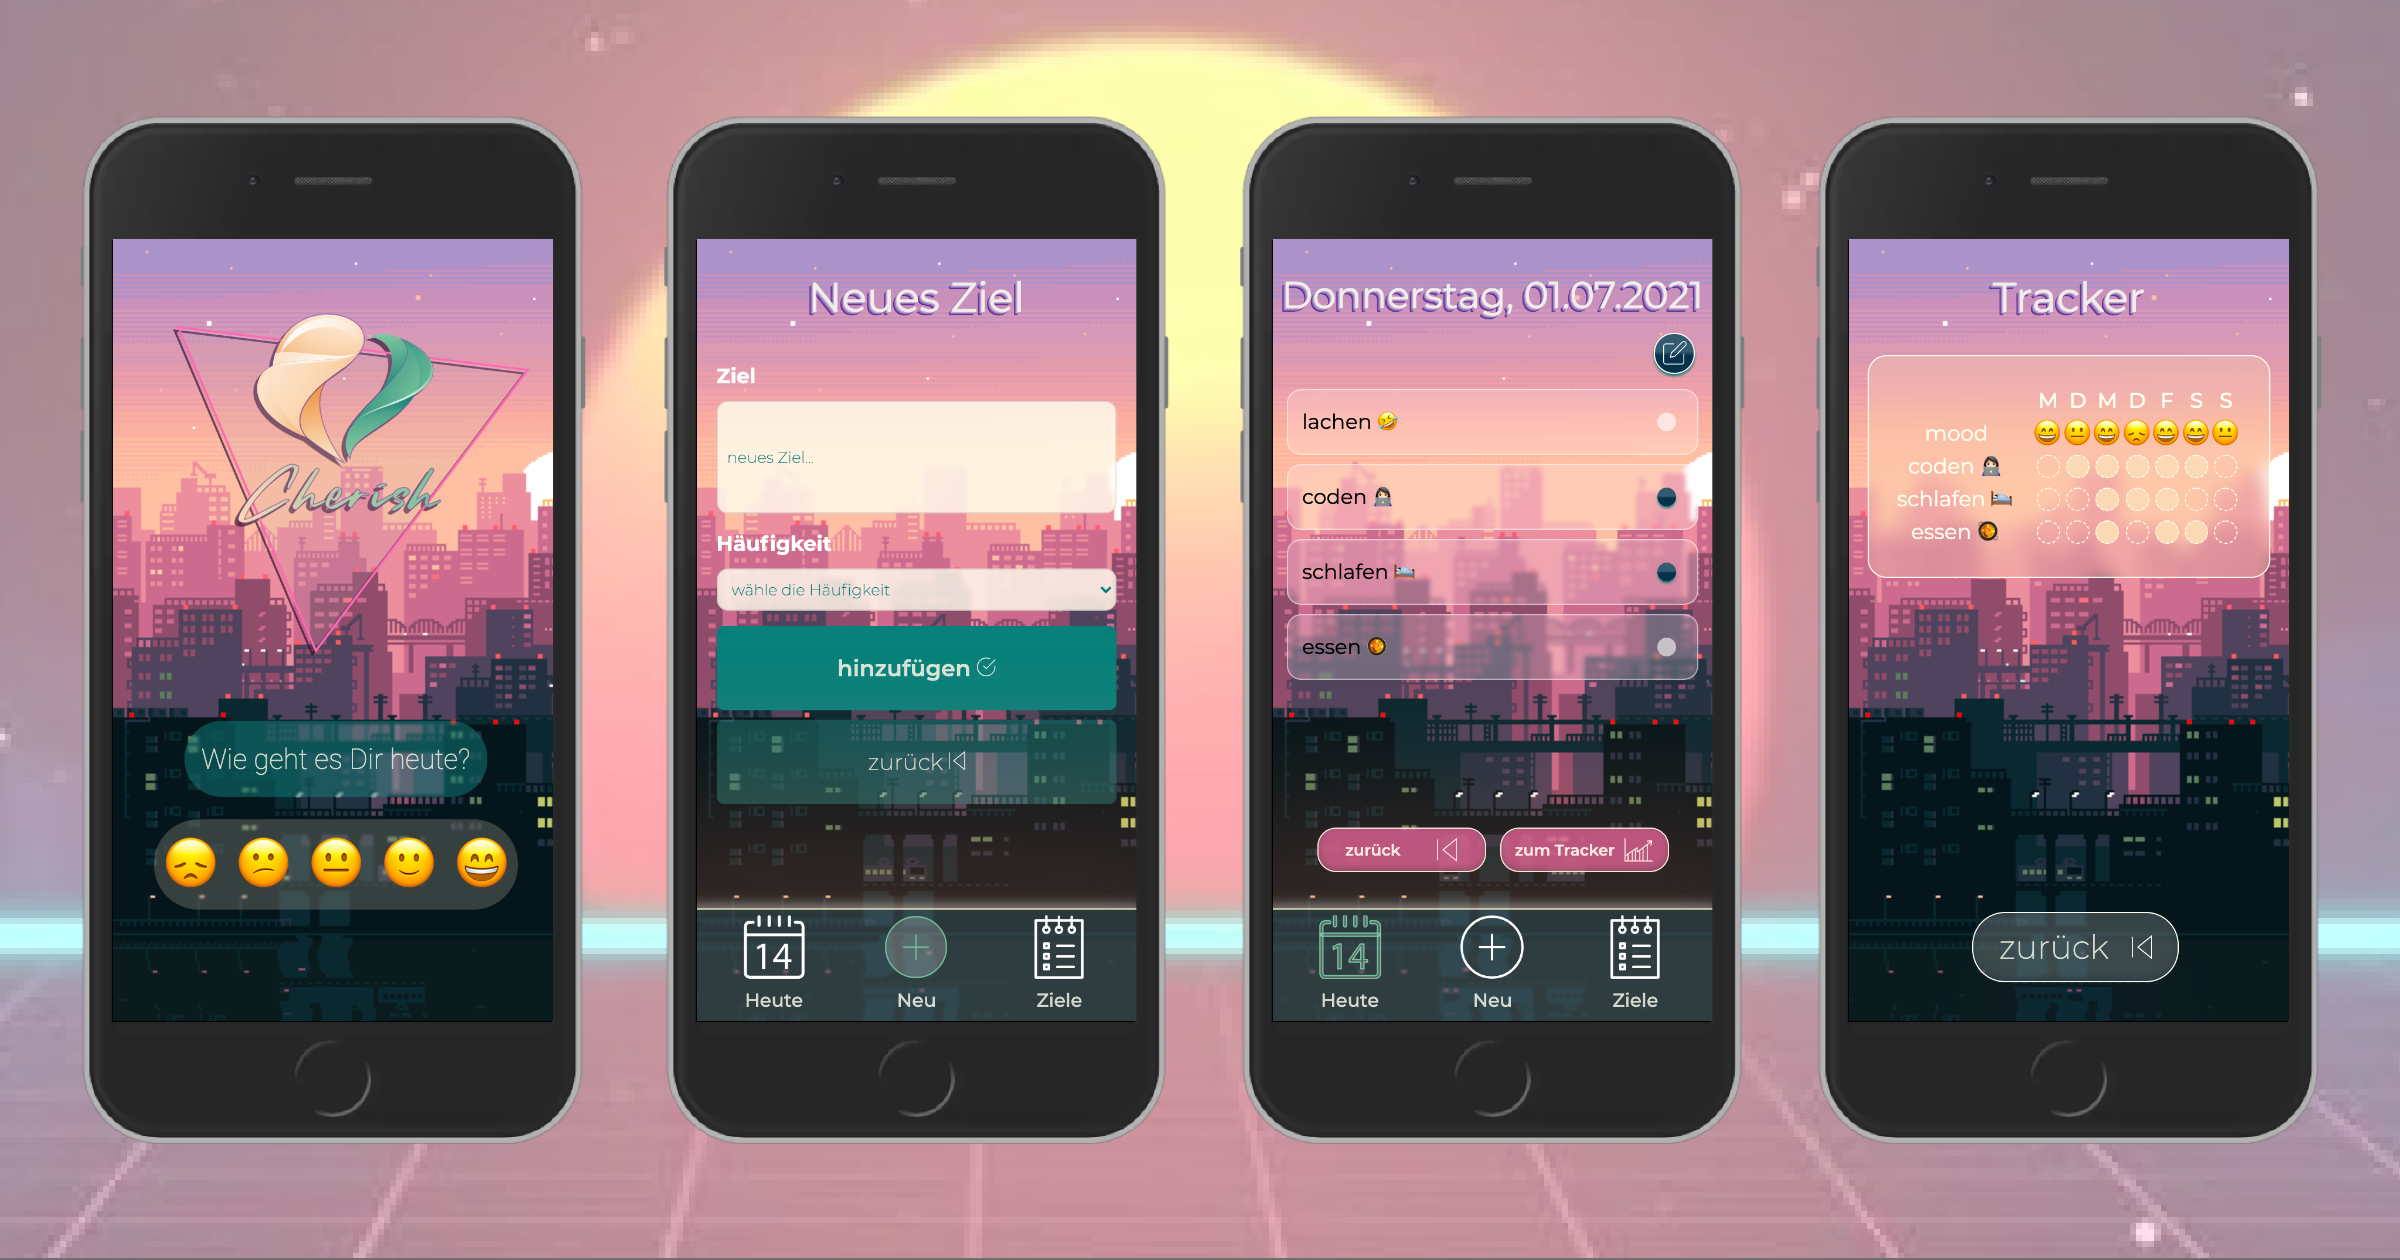 Cherish
Wie geht es Dir heute?
Neues Ziel
Ziel
neues Ziel...
Häufigkeit
wähle die Häufigkeit
hinzufügen
zurück
14
Heute
Neu
Ziele
Donnerstag, 01.07.2021
lachen 🤣
coden 👩🏻‍💻
schlafen 🛌
essen 🥘
zurück
zum Tracker
14
Heute
Neu
Ziele
Tracker
M D M D F S S
mood 😄 😐 😄 😞 😄 😄 😐
coden 👩🏻‍💻
schlafen 🛌
essen 🥘
zurück